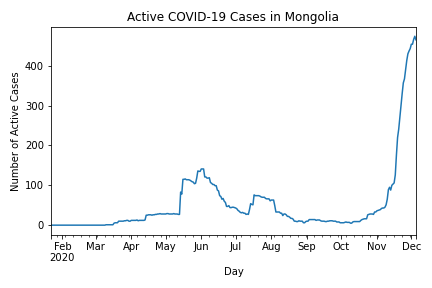 Active COVID-19 Cases in Mongolia
Number of Active Cases
400
300
200
100
0
Feb Mar Apr May Jun Jul Aug Sep Oct Nov Dec
2020
Day